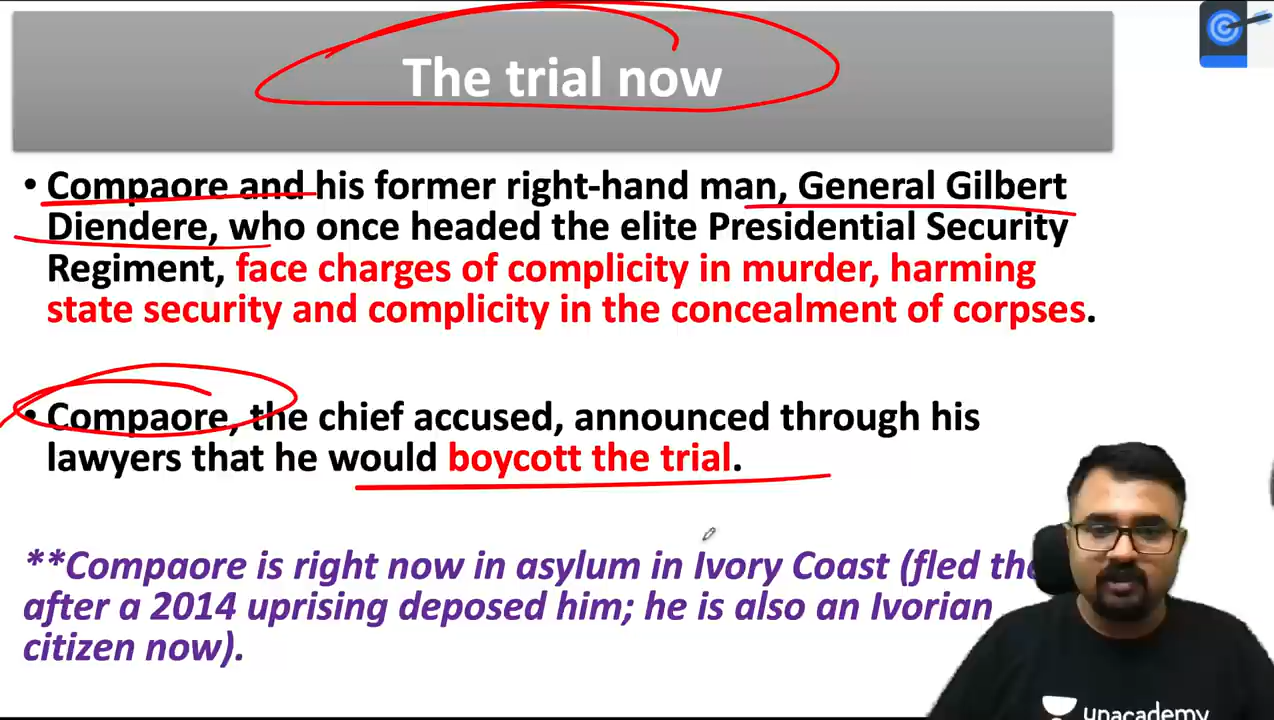 The trial now
• Compaore and his former right-hand man, General Gilbert
Diendere, who once headed the elite Presidential Security
Regiment, face charges of complicity in murder, harming
state security and complicity in the concealment of corpses.
• Compaore, the chief accused, announced through his
lawyers that he would boycott the trial.
**Compaore is right now in asylum in Ivory Coast (fled
after a 2014 uprising deposed him; he is also an Ivorian
citizen now).
unacademy